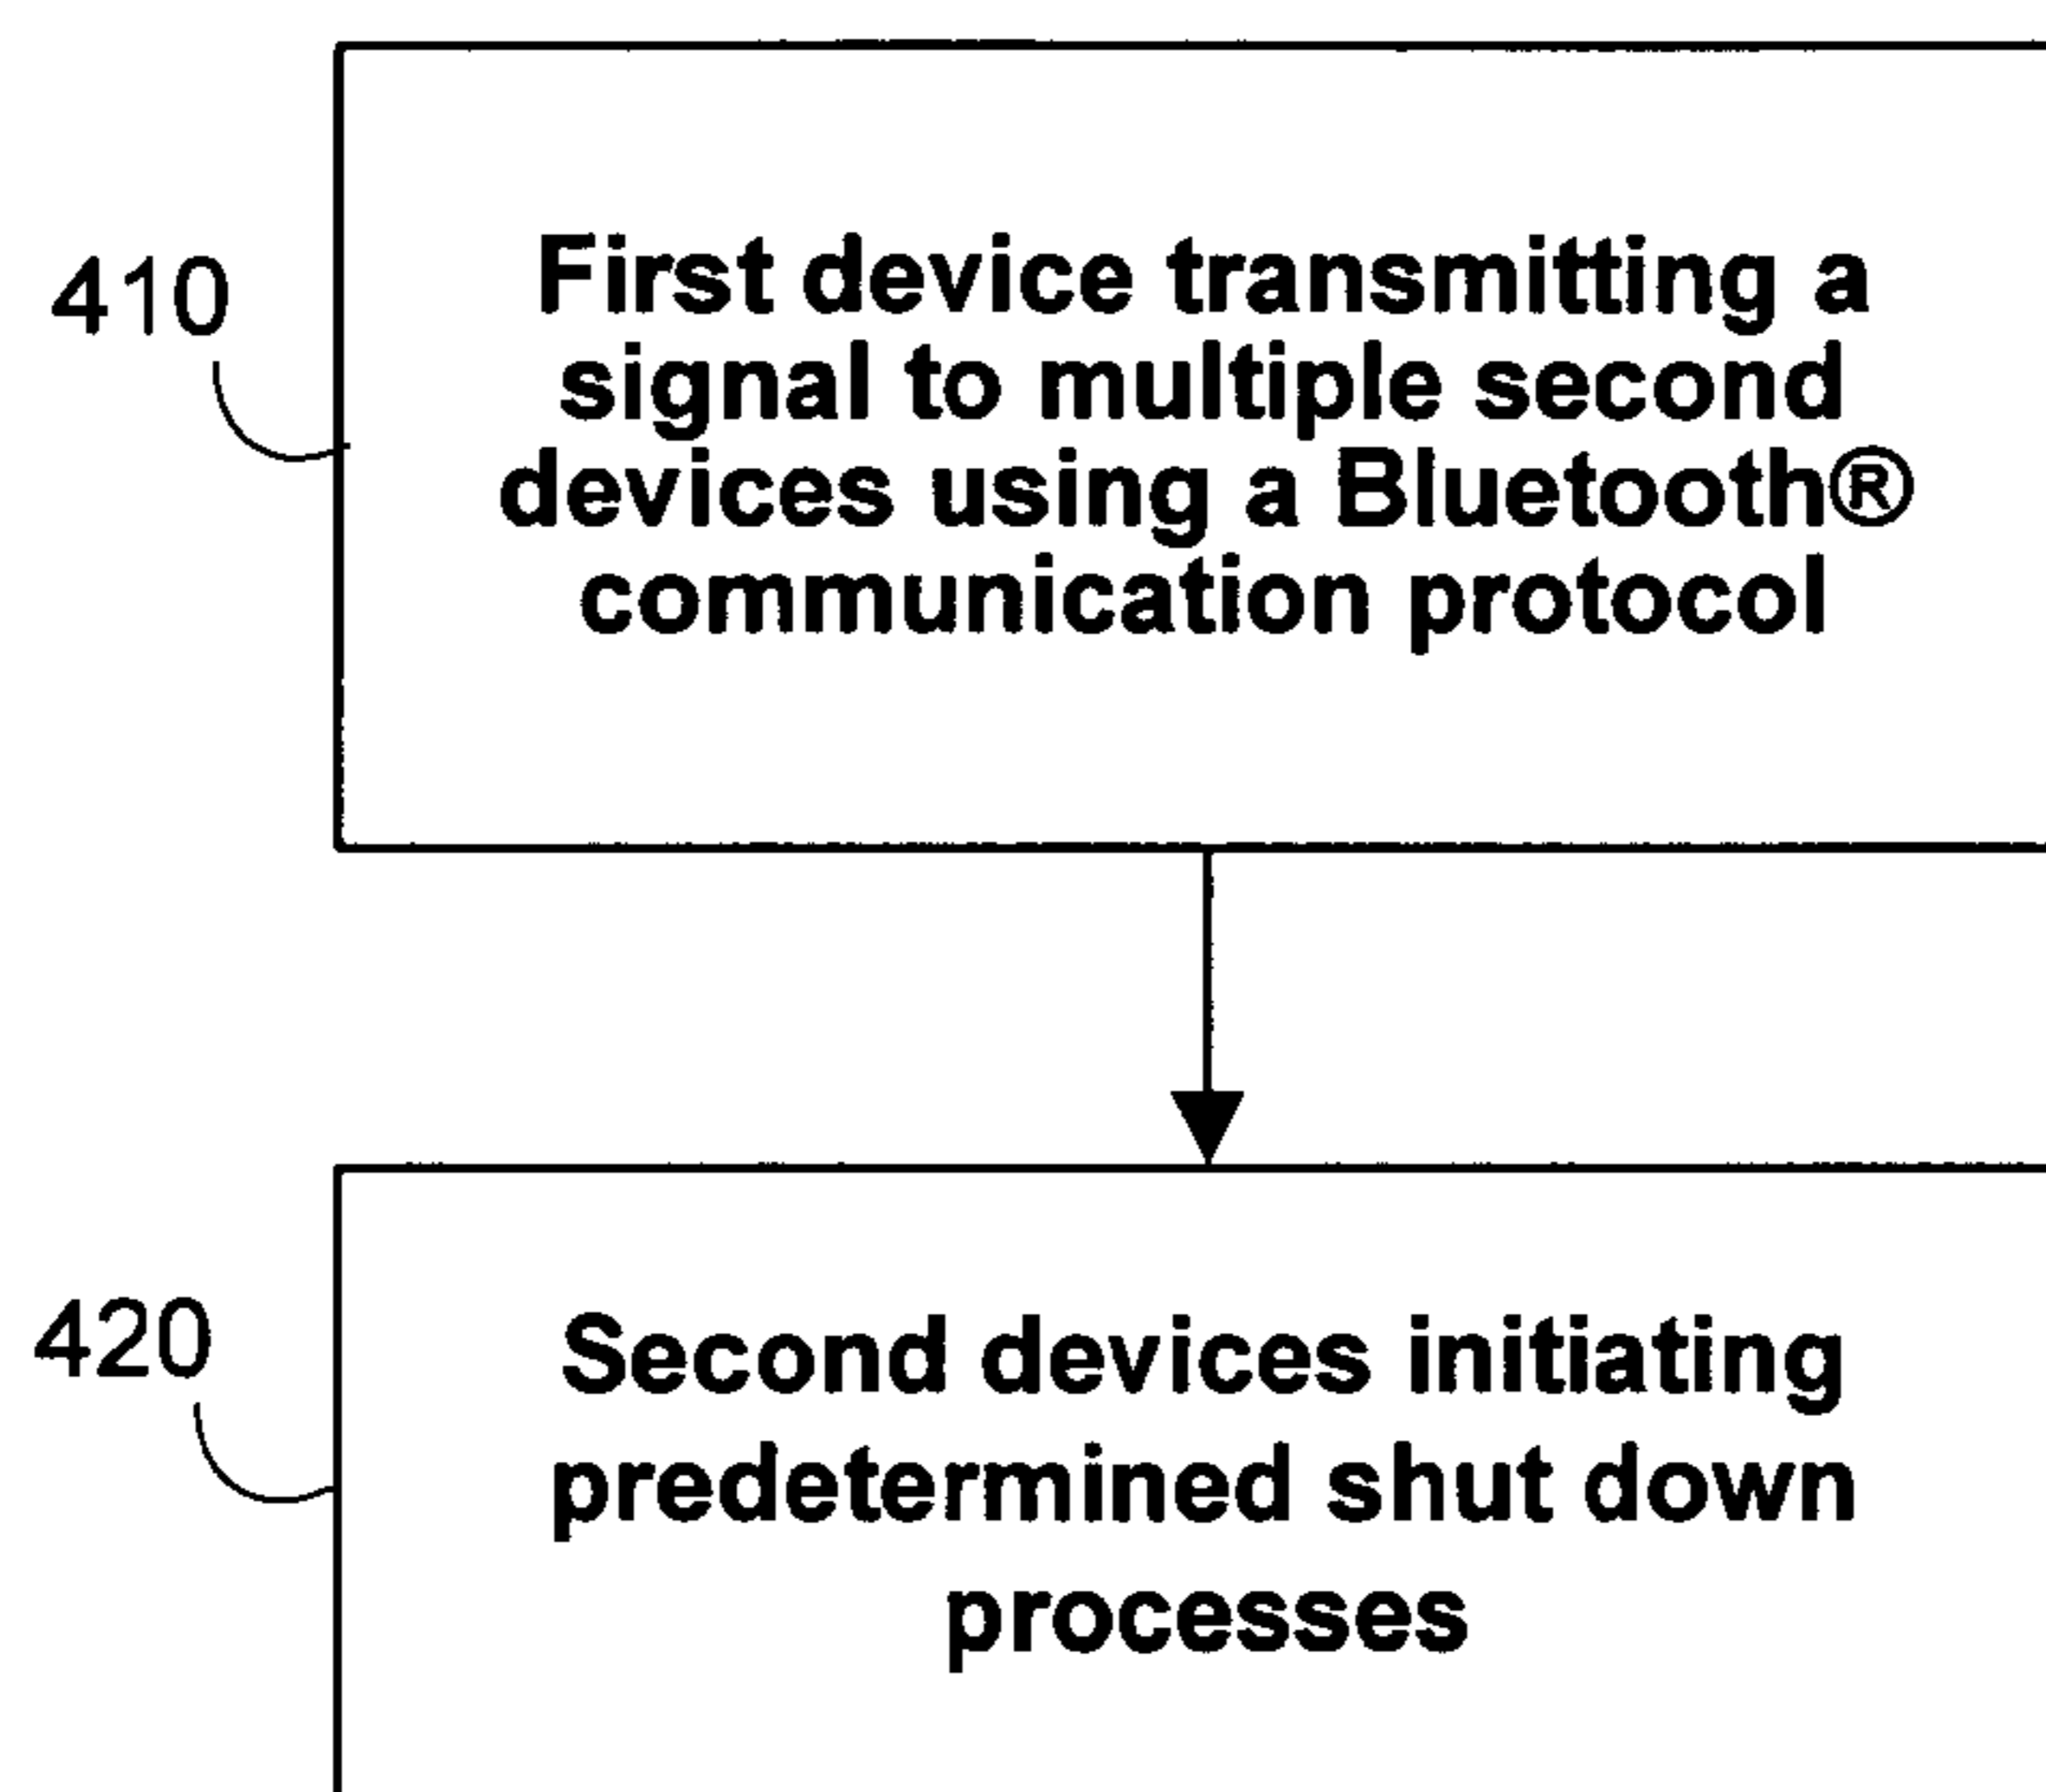 410
First device transmitting a
signal to multiple second
devices using a Bluetooth®
communication protocol
420
Second devices initiating
predetermined shut down
processes